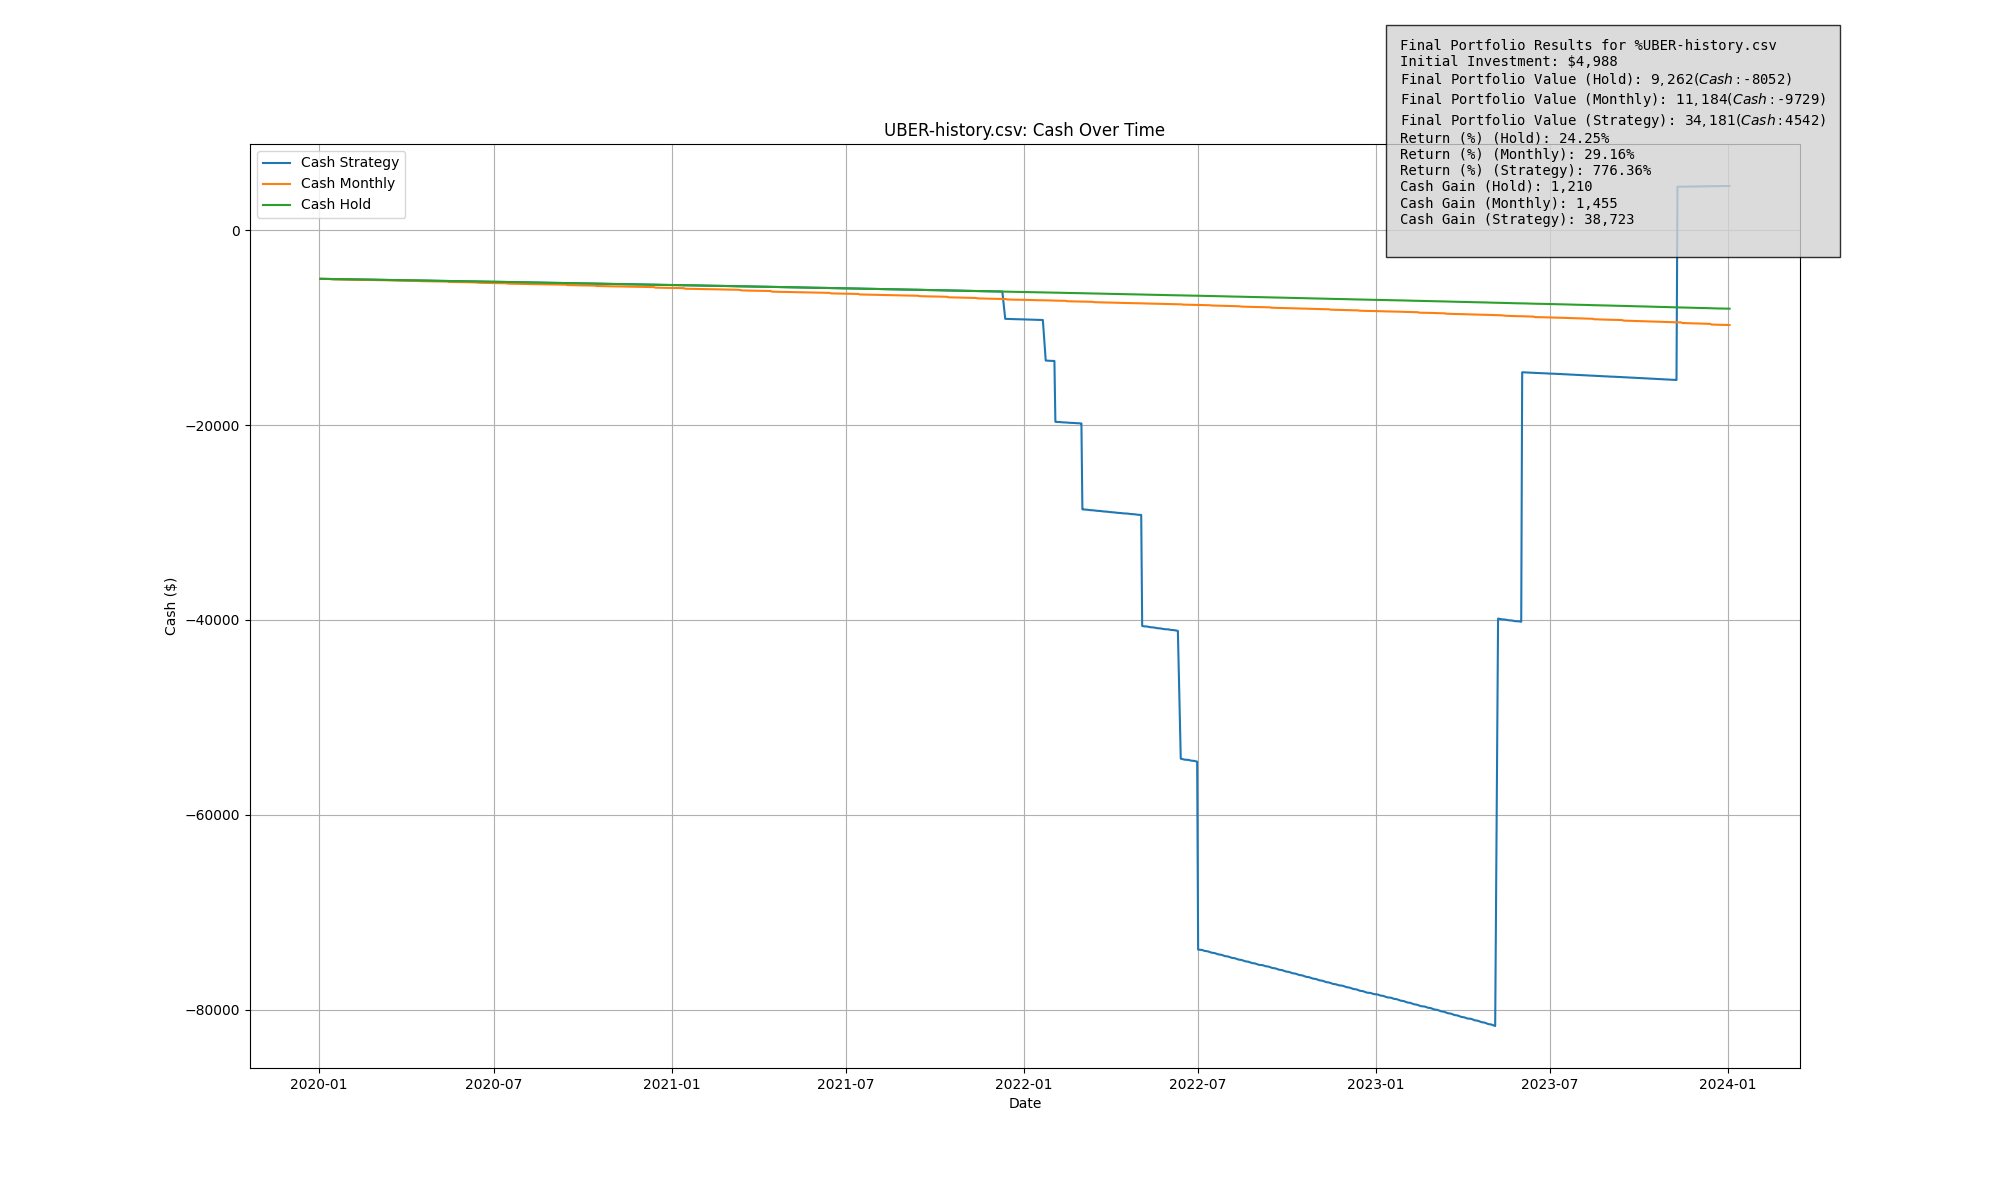 Final Portfolio Results for %UBER-history.csv
Initial Investment: $4,988
Final Portfolio Value (Hold): 9,262(Cash:-8052)
Final Portfolio Value (Monthly): 11,184(Cash:-9729)
Final Portfolio Value (Strategy): 34,181(Cash:4542)
Return (%) (Hold): 24.25%
Return (%) (Monthly): 29.16%
Return (%) (Strategy): 776.36%
Cash Gain (Hold): 1,210
Cash Gain (Monthly): 1,455
Cash Gain (Strategy): 38,723
UBER-history.csv: Cash Over Time
Cash Strategy
Cash Monthly
Cash Hold
0
−20000
−40000
−60000
−80000
Cash ($)
2020-01
2020-07
2021-01
2021-07
2022-01
2022-07
2023-01
2023-07
2024-01
Date